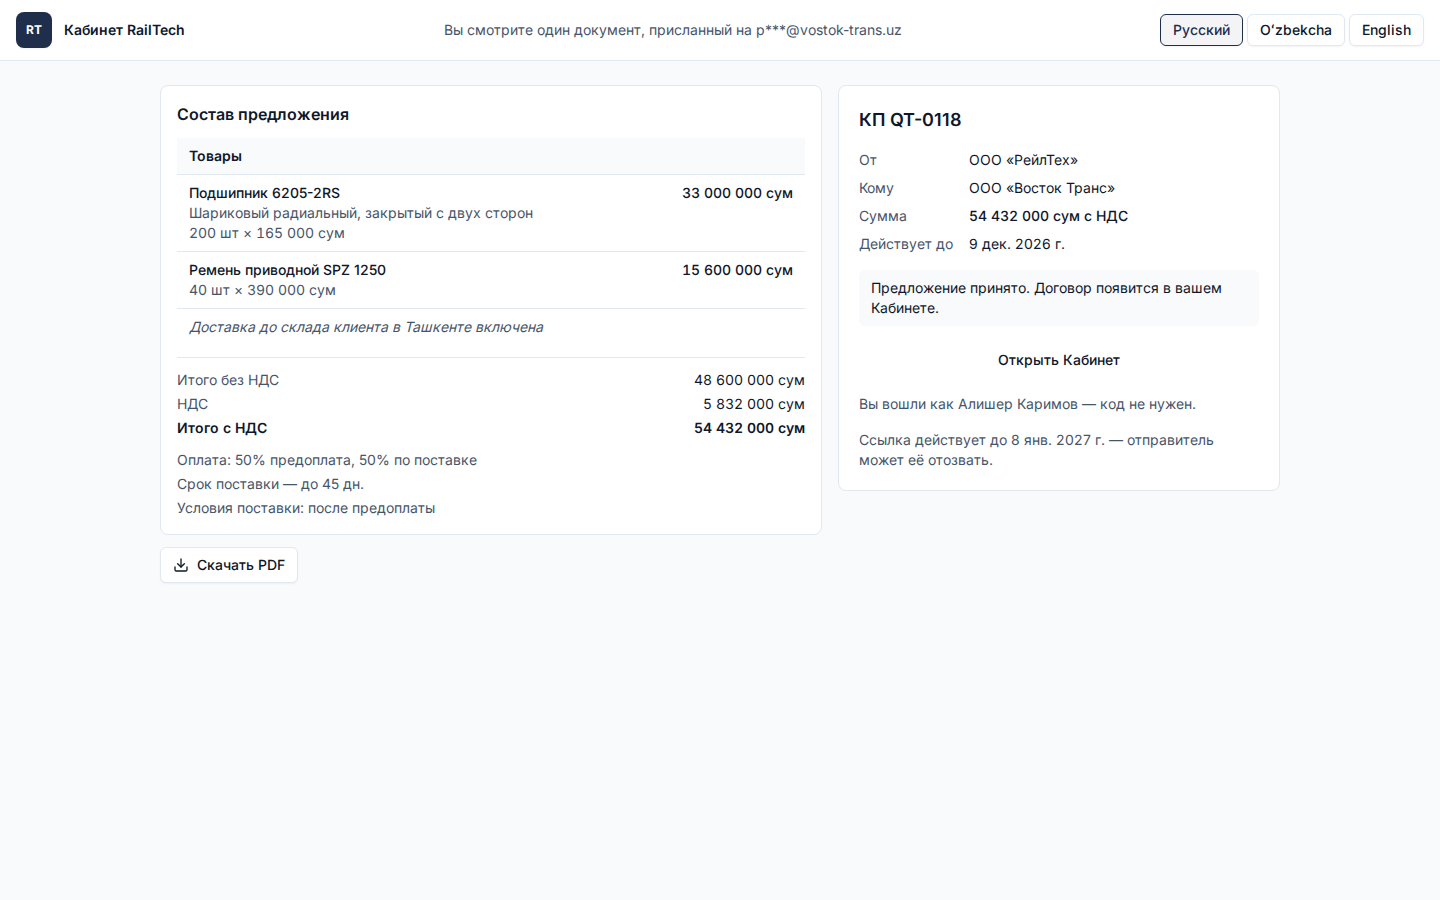 RT
Кабинет RailTech
Вы смотрите один документ, присланный на p***@vostok-trans.uz
Русский
Oʻzbekcha
English
Состав предложения
Товары
Подшипник 6205-2RS
33 000 000 сум
Шариковый радиальный, закрытый с двух сторон
200 шт × 165 000 сум
Ремень приводной SPZ 1250
15 600 000 сум
40 шт × 390 000 сум
Доставка до склада клиента в Ташкенте включена
Итого без НДС
48 600 000 сум
НДС
5 832 000 сум
Итого с НДС
54 432 000 сум
Оплата: 50% предоплата, 50% по поставке
Срок поставки — до 45 дн.
Условия поставки: после предоплаты
Скачать PDF
КП QT-0118
От
ООО «РейлТех»
Кому
ООО «Восток Транс»
Сумма
54 432 000 сум с НДС
Действует до
9 дек. 2026 г.
Предложение принято. Договор появится в вашем
Кабинете.
Открыть Кабинет
Вы вошли как Алишер Каримов — код не нужен.
Ссылка действует до 8 янв. 2027 г. — отправитель
может её отозвать.